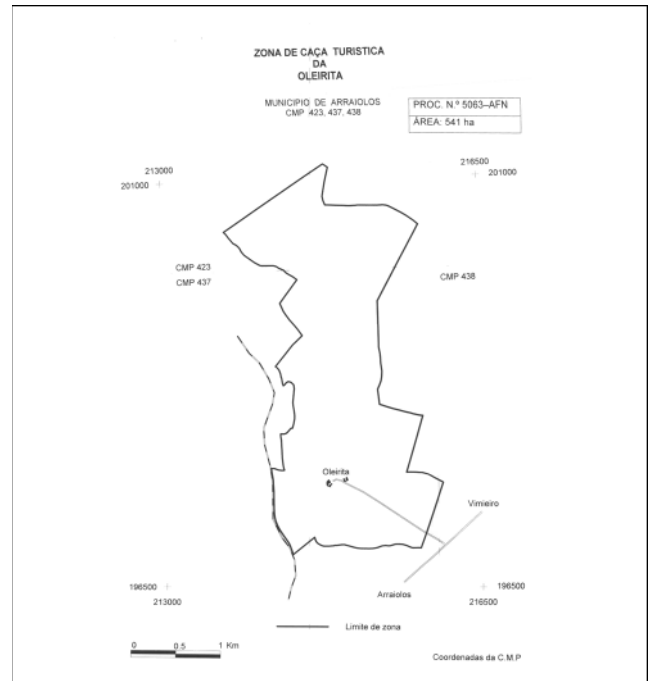 ZONA DE CAÇA TURISTICA
DA
OLEIRITA
MUNICIPIO DE ARRAIOLOS
CMP 423, 437, 438
PROC. N.º 5063–AFN
ÁREA: 541 ha
213000
201000
216500
201000
CMP 423
CMP 437
CMP 438
Oleirita
Vimieiro
Arraiolos
196500
213000
196500
216500
Limite de zona
0 0.5 1 Km
Coordenadas da C.M.P